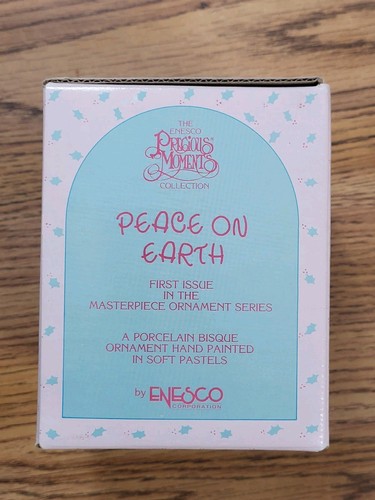 THE
ENESCO
PRECIOUS
MOMENTS
COLLECTION
PEACE ON
EARTH
FIRST ISSUE
IN THE
MASTERPIECE ORNAMENT SERIES
A PORCELAIN BISQUE
ORNAMENT HAND PAINTED
IN SOFT PASTELS
by ENESCO
CORPORATION